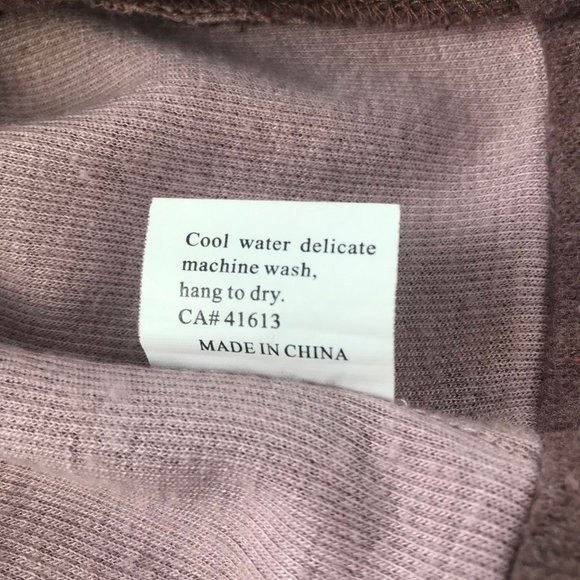 Cool water delicate
machine wash,
hang to dry.
CA# 41613
MADE IN CHINA